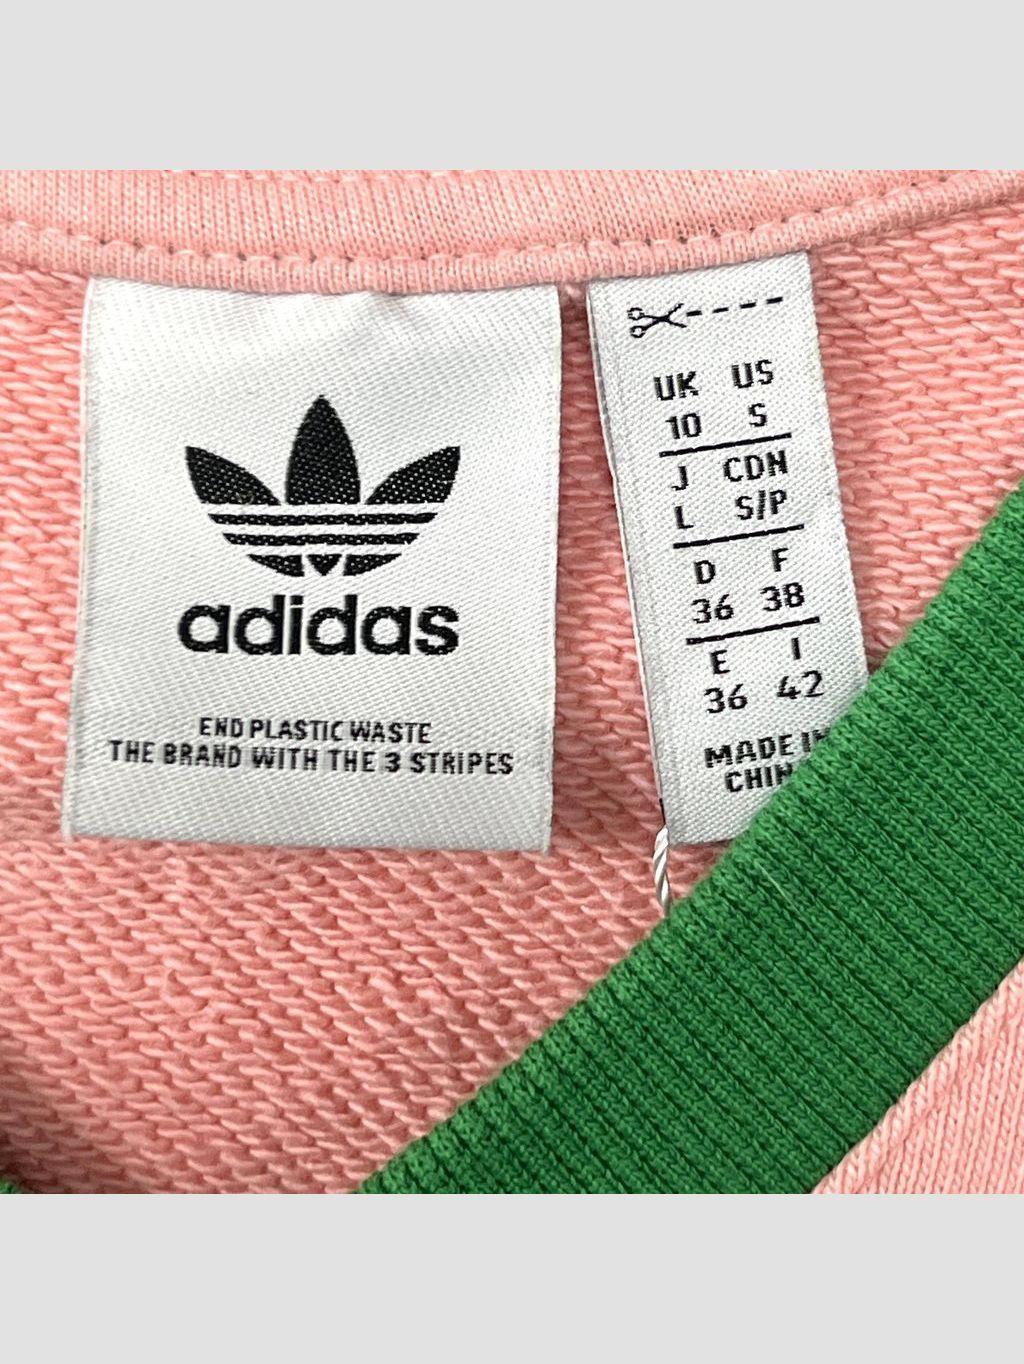 adidas
END PLASTIC WASTE
THE BRAND WITH THE 3 STRIPES
UK US
10 S
J CDN
L S/P
D F
36 38
E I
36 42
MADE IN
CHIN